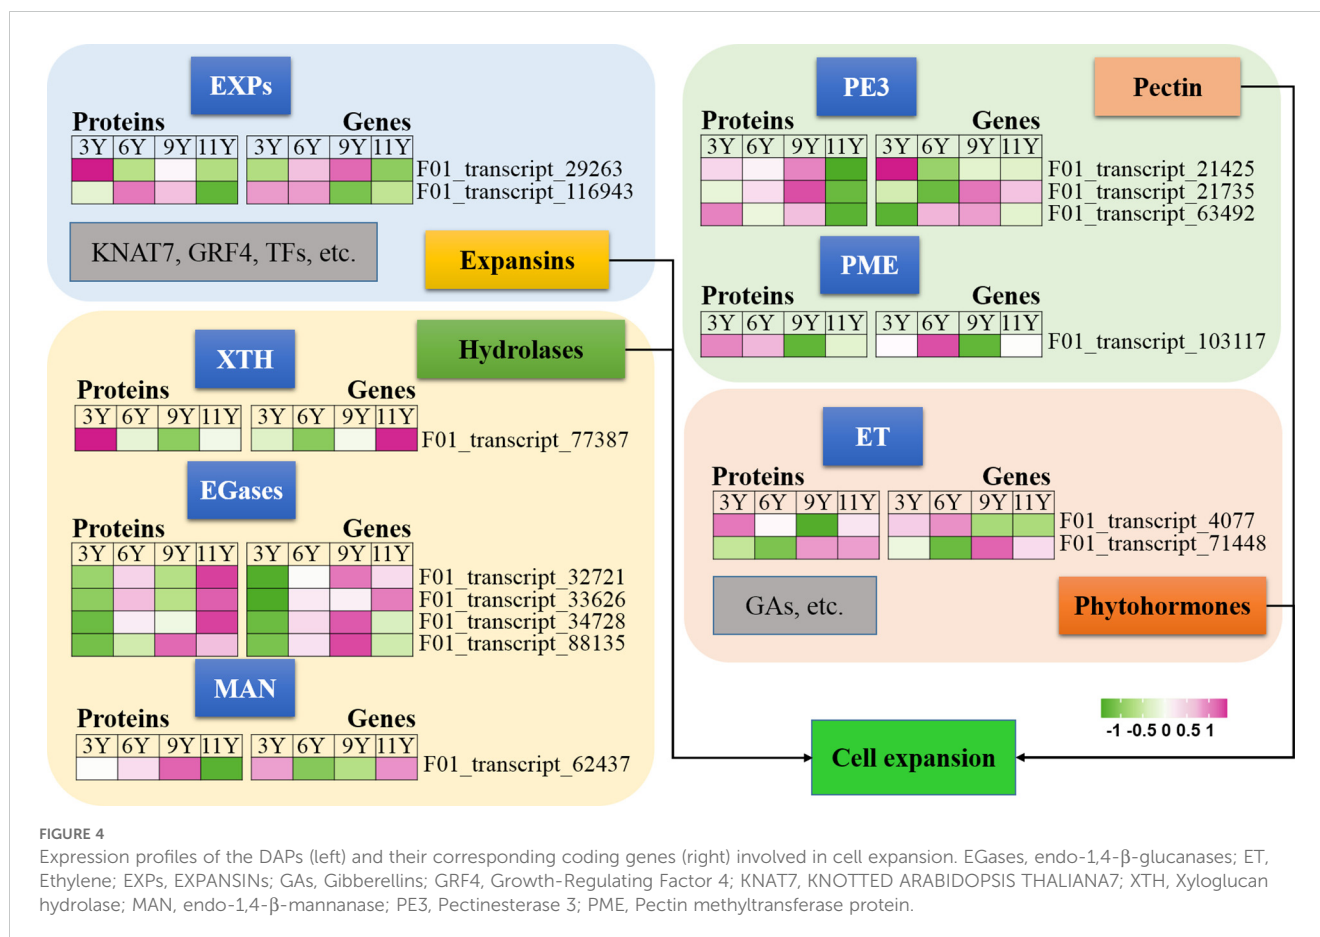 EXPs
Proteins Genes
3Y 6Y 9Y 11Y 3Y 6Y 9Y 11Y
F01_transcript_29263
F01_transcript_116943
KNAT7, GRF4, TFs, etc.
Expansins
Hydrolases
XTH
Proteins Genes
3Y 6Y 9Y 11Y 3Y 6Y 9Y 11Y
F01_transcript_77387
EGases
Proteins Genes
3Y 6Y 9Y 11Y 3Y 6Y 9Y 11Y
F01_transcript_32721
F01_transcript_33626
F01_transcript_34728
F01_transcript_88135
MAN
Proteins Genes
3Y 6Y 9Y 11Y 3Y 6Y 9Y 11Y
F01_transcript_62437
PE3
Pectin
Proteins Genes
3Y 6Y 9Y 11Y 3Y 6Y 9Y 11Y
F01_transcript_21425
F01_transcript_21735
F01_transcript_63492
PME
Proteins Genes
3Y 6Y 9Y 11Y 3Y 6Y 9Y 11Y
F01_transcript_103117
ET
Proteins Genes
3Y 6Y 9Y 11Y 3Y 6Y 9Y 11Y
F01_transcript_4077
F01_transcript_71448
GAs, etc.
Phytohormones
-1 -0.5 0 0.5 1
Cell expansion
FIGURE 4
Expression profiles of the DAPs (left) and their corresponding coding genes (right) involved in cell expansion. EGases, endo-1,4-β-glucanases; ET,
Ethylene; EXPs, EXPANSINs; GAs, Gibberellins; GRF4, Growth-Regulating Factor 4; KNAT7, KNOTTED ARABIDOPSIS THALIANA7; XTH, Xyloglucan
hydrolase; MAN, endo-1,4-β-mannanase; PE3, Pectinesterase 3; PME, Pectin methyltransferase protein.